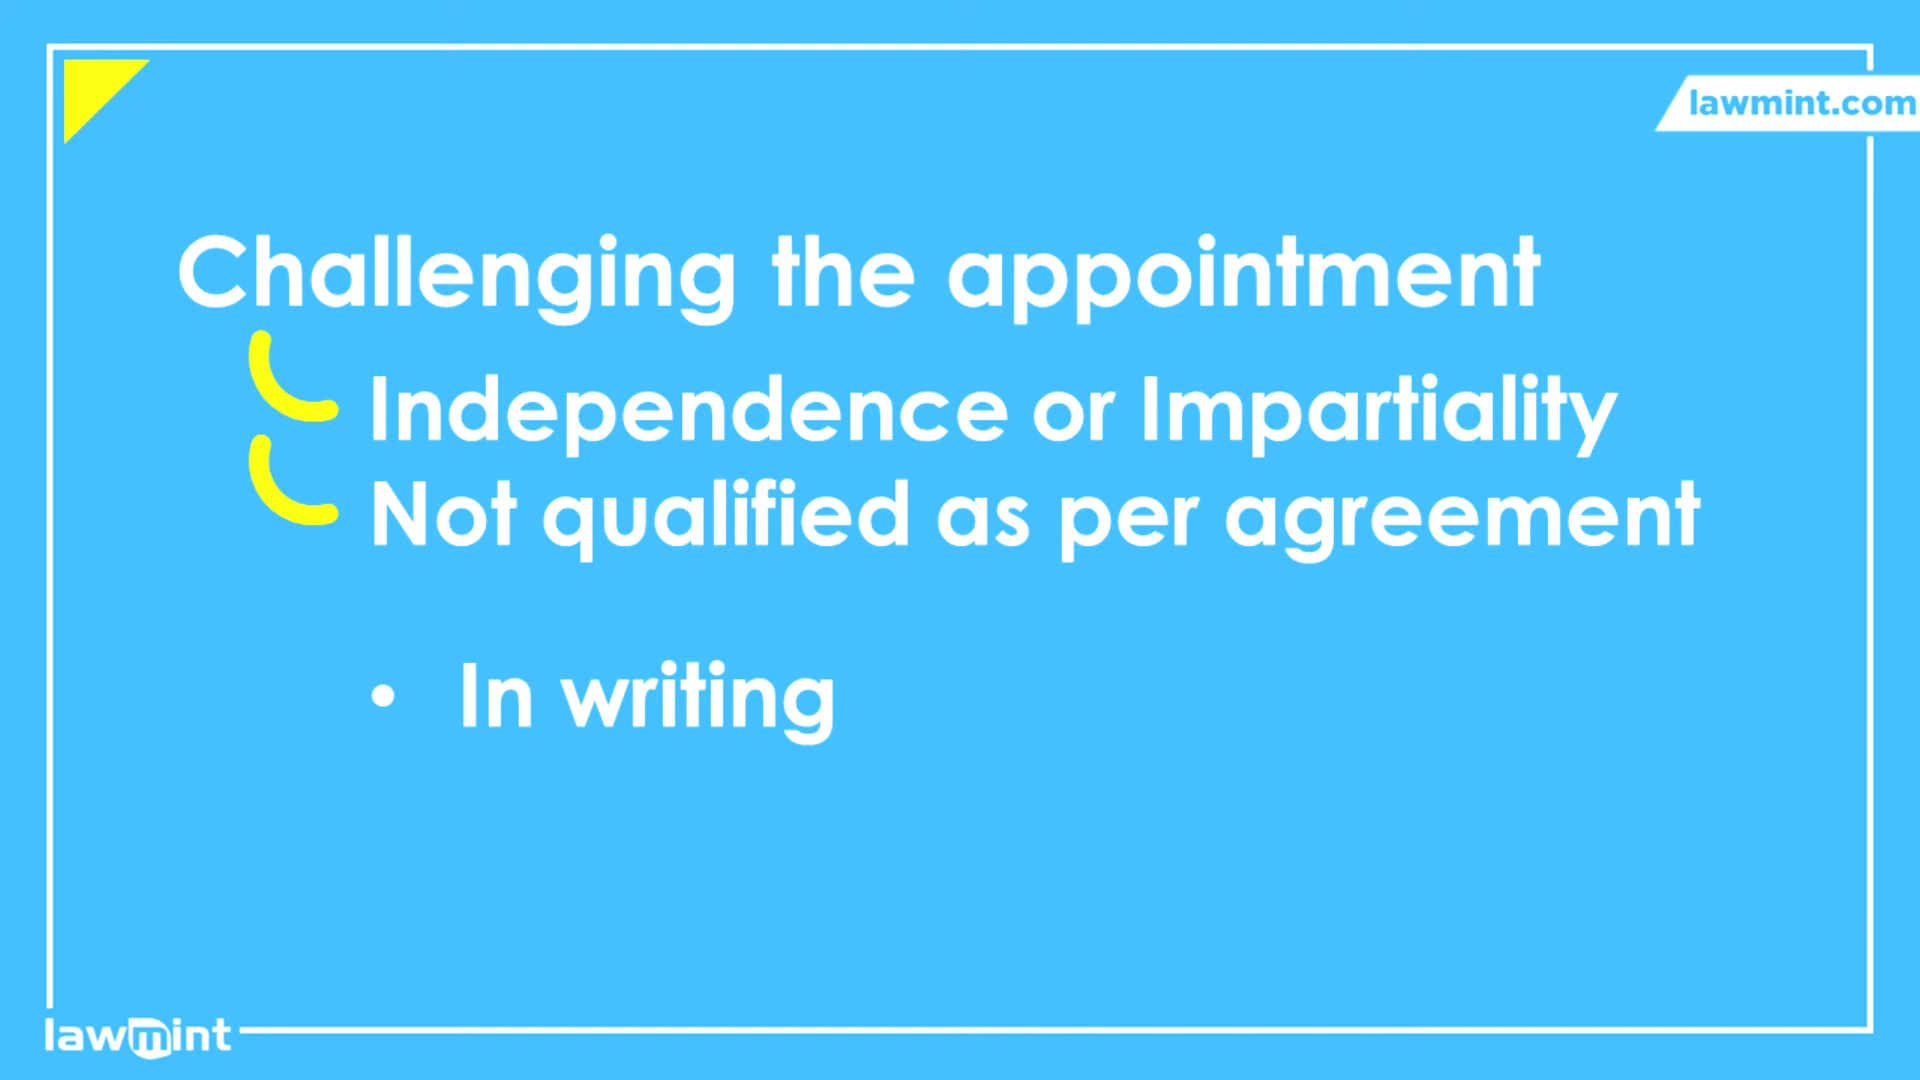 lawmint.com
Challenging the appointment
Independence or Impartiality
Not qualified as per agreement
• In writing
lawmint